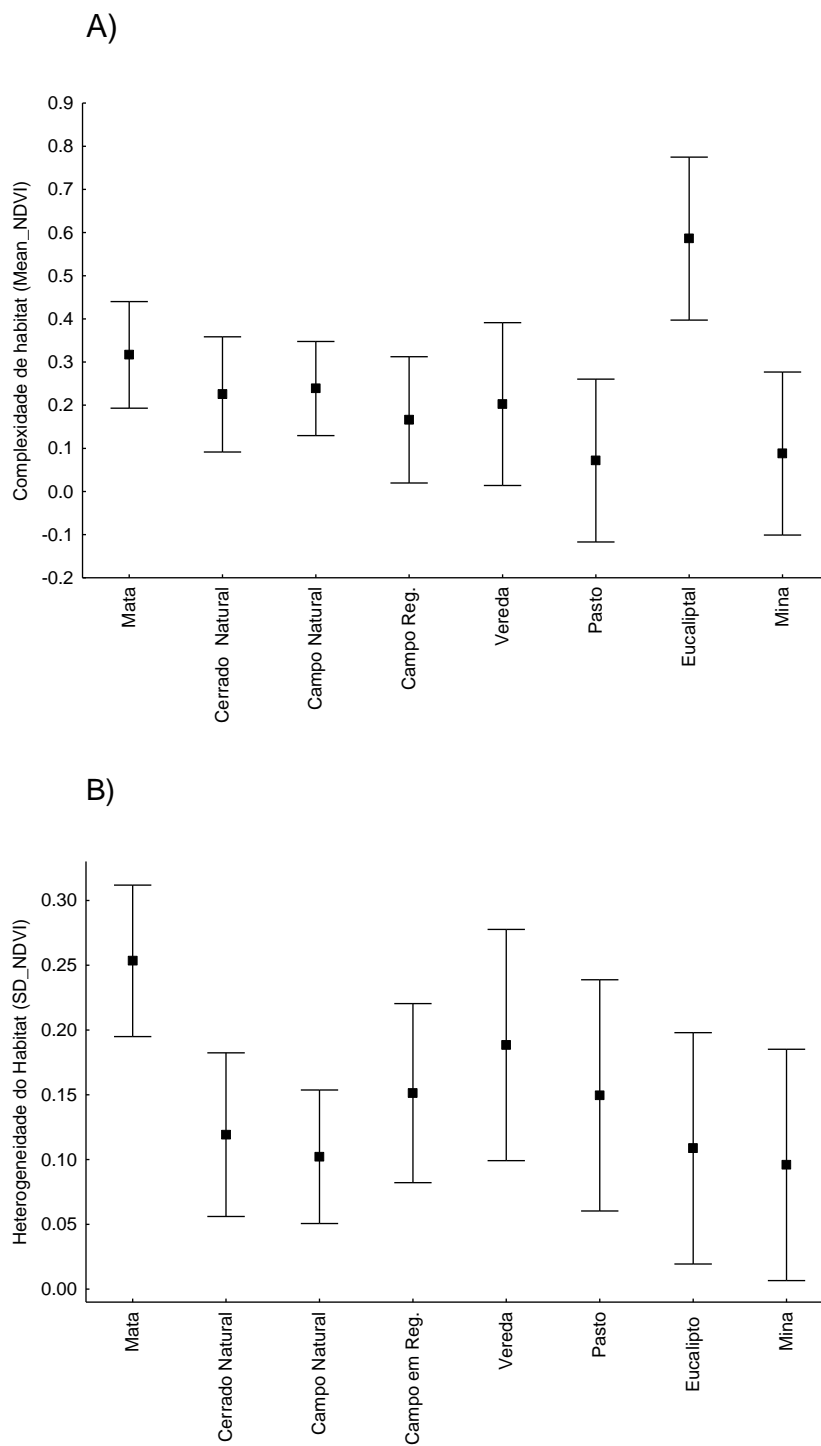 A)
Complexidade de habitat (Mean_NDVI)
0.9
0.8
0.7
0.6
0.5
0.4
0.3
0.2
0.1
0.0
-0.1
-0.2
Mata
Cerrado Natural
Campo Natural
Campo Reg.
Vereda
Pasto
Eucaliptal
Mina
B)
Heterogeneidade do Habitat (SD_NDVI)
0.30
0.25
0.20
0.15
0.10
0.05
0.00
Mata
Cerrado Natural
Campo Natural
Campo em Reg.
Vereda
Pasto
Eucalipto
Mina